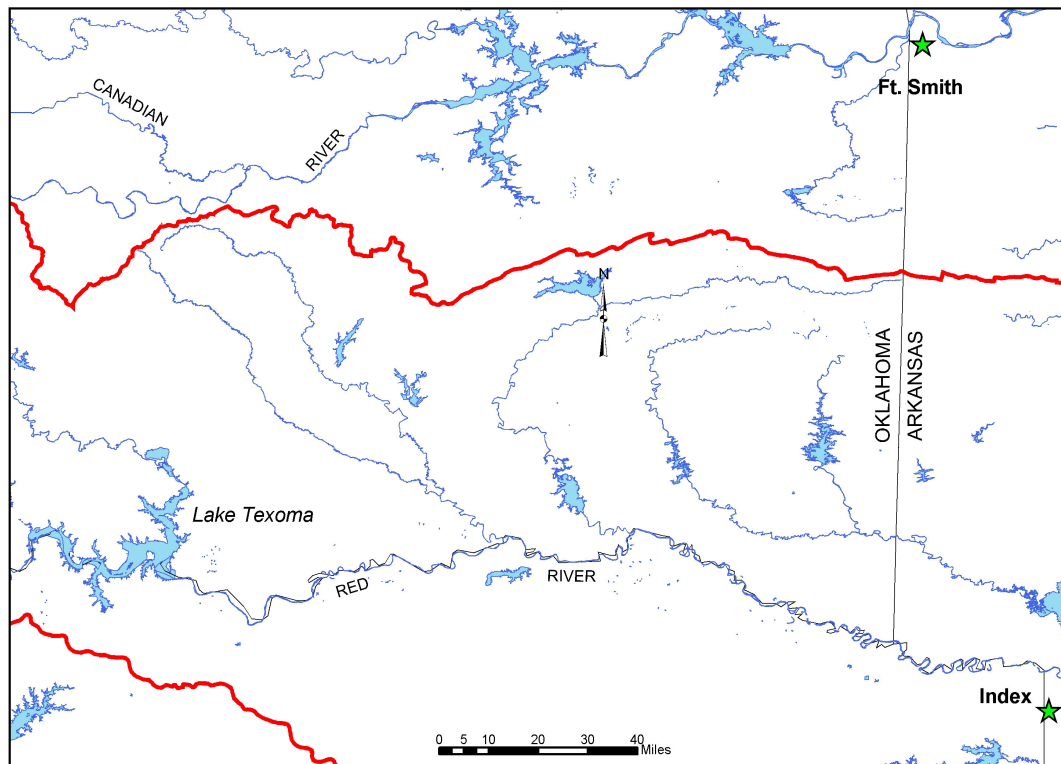 CANADIAN
RIVER
Ft. Smith
N
OKLAHOMA
ARKANSAS
Lake Texoma
RED
RIVER
Index
0 5 10 20 30 40
Miles